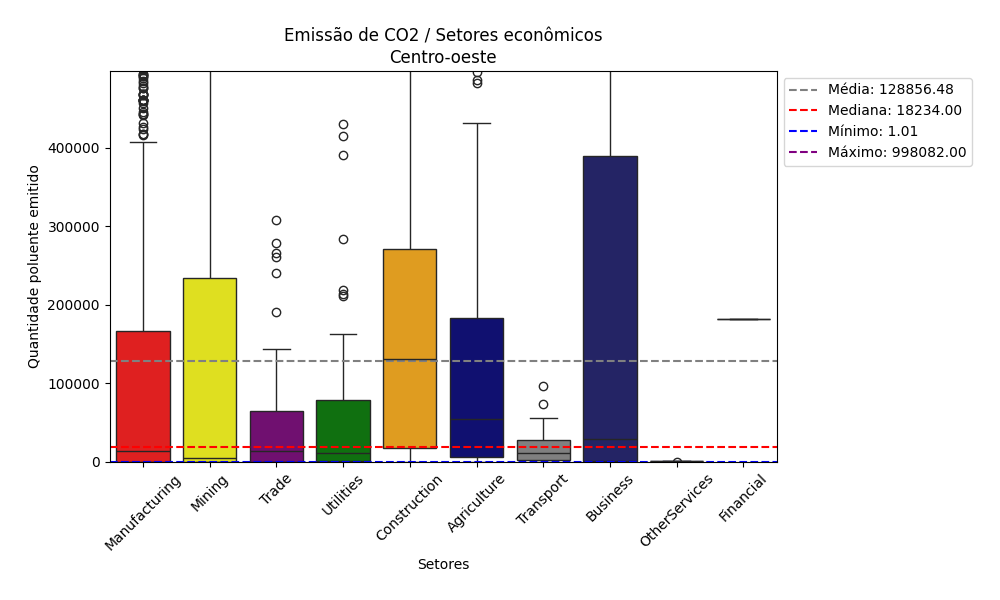 Emissão de CO2 / Setores econômicos
Centro-oeste
Média: 128856.48
Mediana: 18234.00
Mínimo: 1.01
Máximo: 998082.00
Quantidade poluente emitido
400000
300000
200000
100000
0
Manufacturing
Mining
Trade
Utilities
Construction
Agriculture
Transport
Business
OtherServices
Financial
Setores